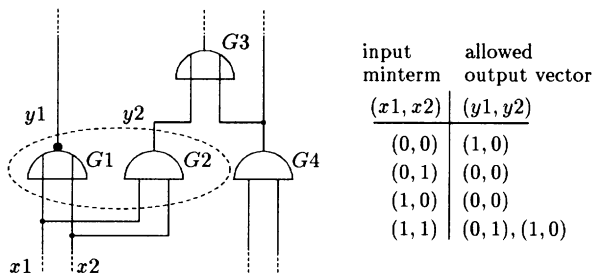 G3
y1
y2
G1
G2
G4
x1
x2
input allowed
minterm output vector
(x1, x2) (y1, y2)
(0, 0) (1, 0)
(0, 1) (0, 0)
(1, 0) (0, 0)
(1, 1) (0, 1), (1, 0)